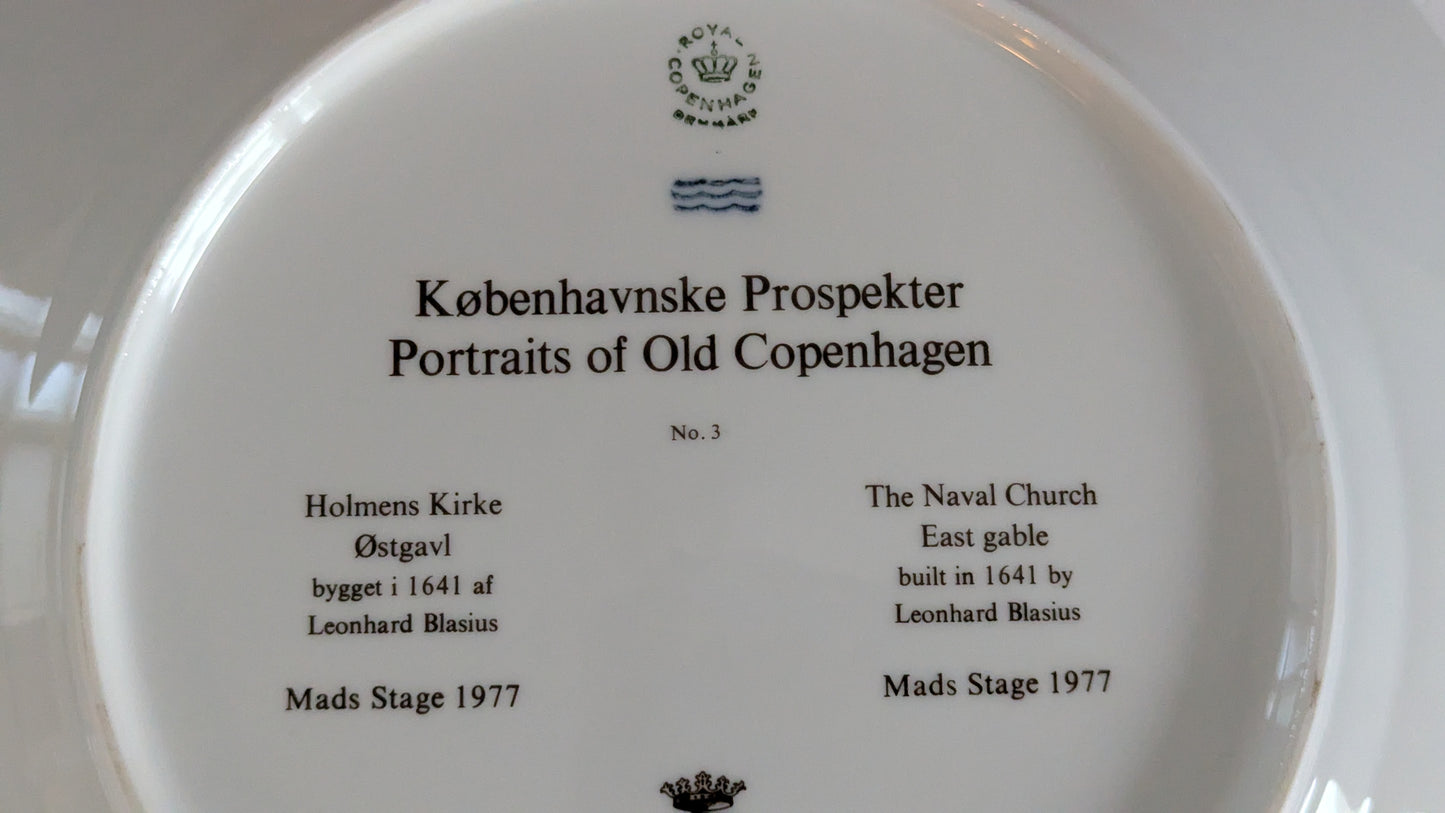 ROYAL COPENHAGEN
DENMARK
Københavnske Prospekter
Portraits of Old Copenhagen
No. 3
Holmens Kirke
Østgavl
bygget i 1641 af
Leonhard Blasius
Mads Stage 1977
The Naval Church
East gable
built in 1641 by
Leonhard Blasius
Mads Stage 1977